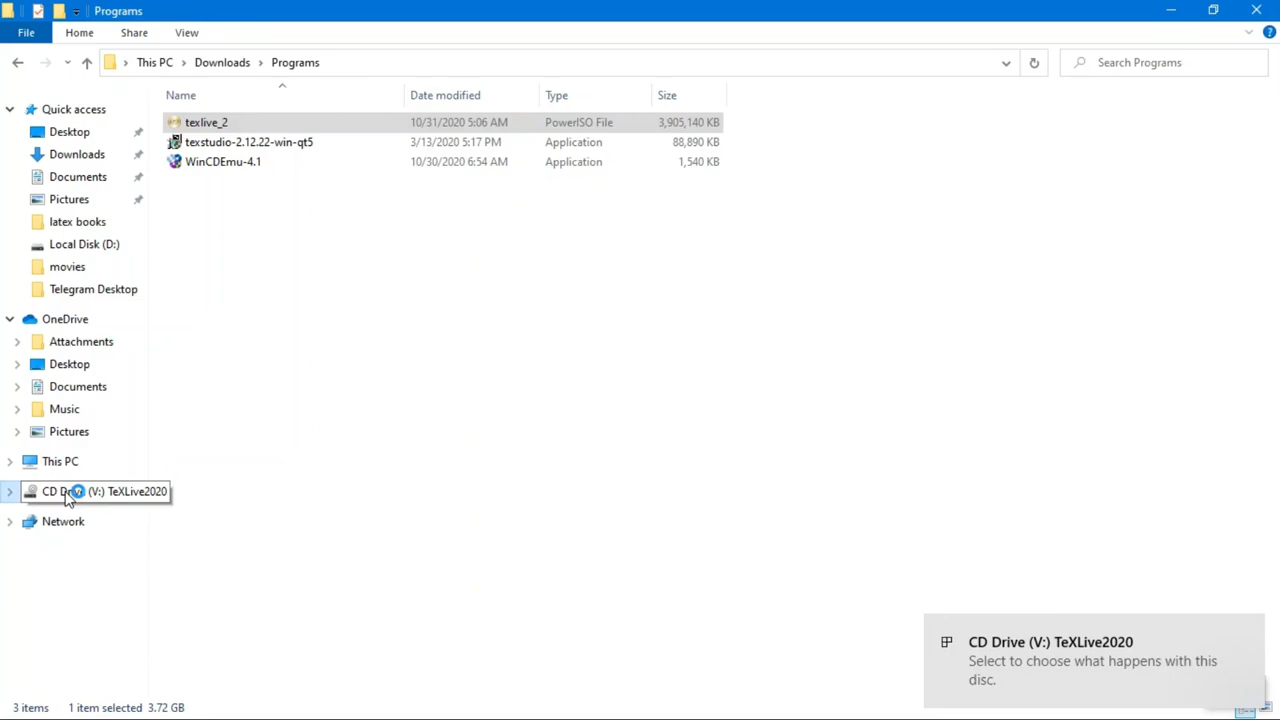 Programs
File Home Share View
This PC Downloads Programs Search Programs
Name Date modified Type Size
texlive_2 10/31/2020 5:06 AM PowerISO File 3,905,140 KB
texstudio-2.12.22-win-qt5 3/13/2020 5:17 PM Application 88,890 KB
WinCDEmu-4.1 10/30/2020 6:54 AM Application 1,540 KB
Quick access
Desktop
Downloads
Documents
Pictures
latex books
Local Disk (D:)
movies
Telegram Desktop
OneDrive
Attachments
Desktop
Documents
Music
Pictures
This PC
CD (V:) TeXLive2020
Network
CD Drive (V:) TeXLive2020
Select to choose what happens with this
disc.
3 items 1 item selected 3.72 GB